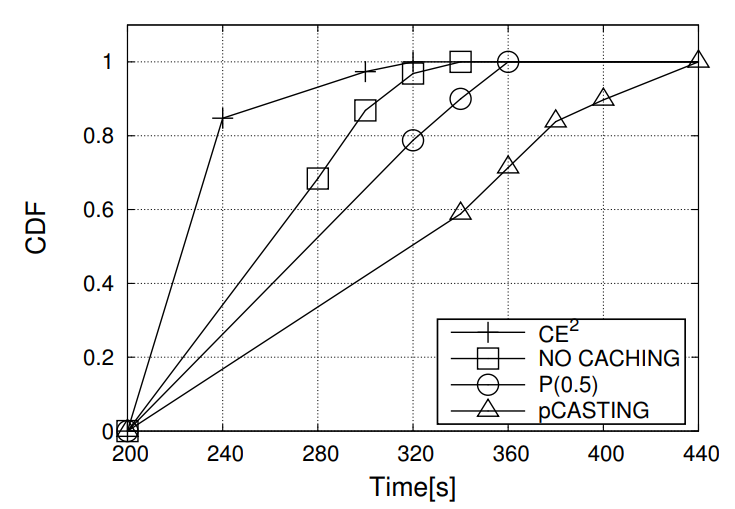 1
0.8
0.6
0.4
0.2
0
CDF
200 240 280 320 360 400 440
Time[s]
CE²
NO CACHING
P(0.5)
pCASTING